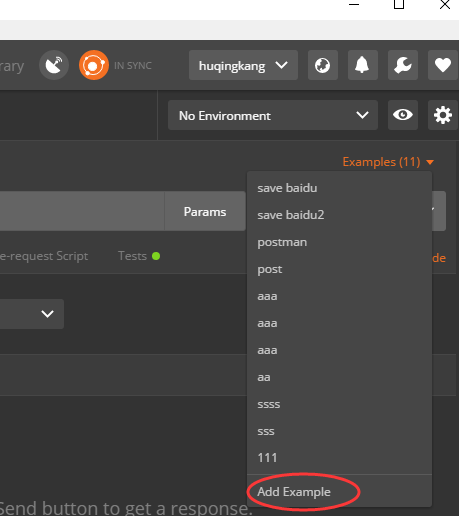 rary
IN SYNC
huqingkang
No Environment
Examples (11)
save baidu
save baidu2
Params
postman
e-request Script
Tests
post
de
aaa
aaa
aaa
aa
ssss
sss
111
Add Example
Send button to get a response.